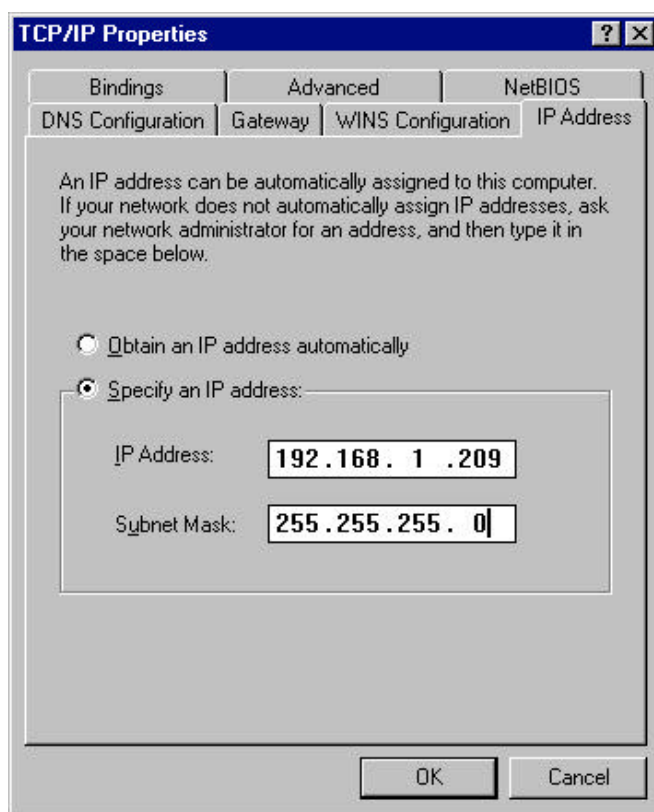 TCP/IP Properties
Bindings Advanced NetBIOS
DNS Configuration Gateway WINS Configuration IP Address
An IP address can be automatically assigned to this computer.
If your network does not automatically assign IP addresses, ask
your network administrator for an address, and then type it in
the space below.
Obtain an IP address automatically
Specify an IP address:
IP Address: 192.168. 1 .209
Subnet Mask: 255.255.255. 0
OK Cancel